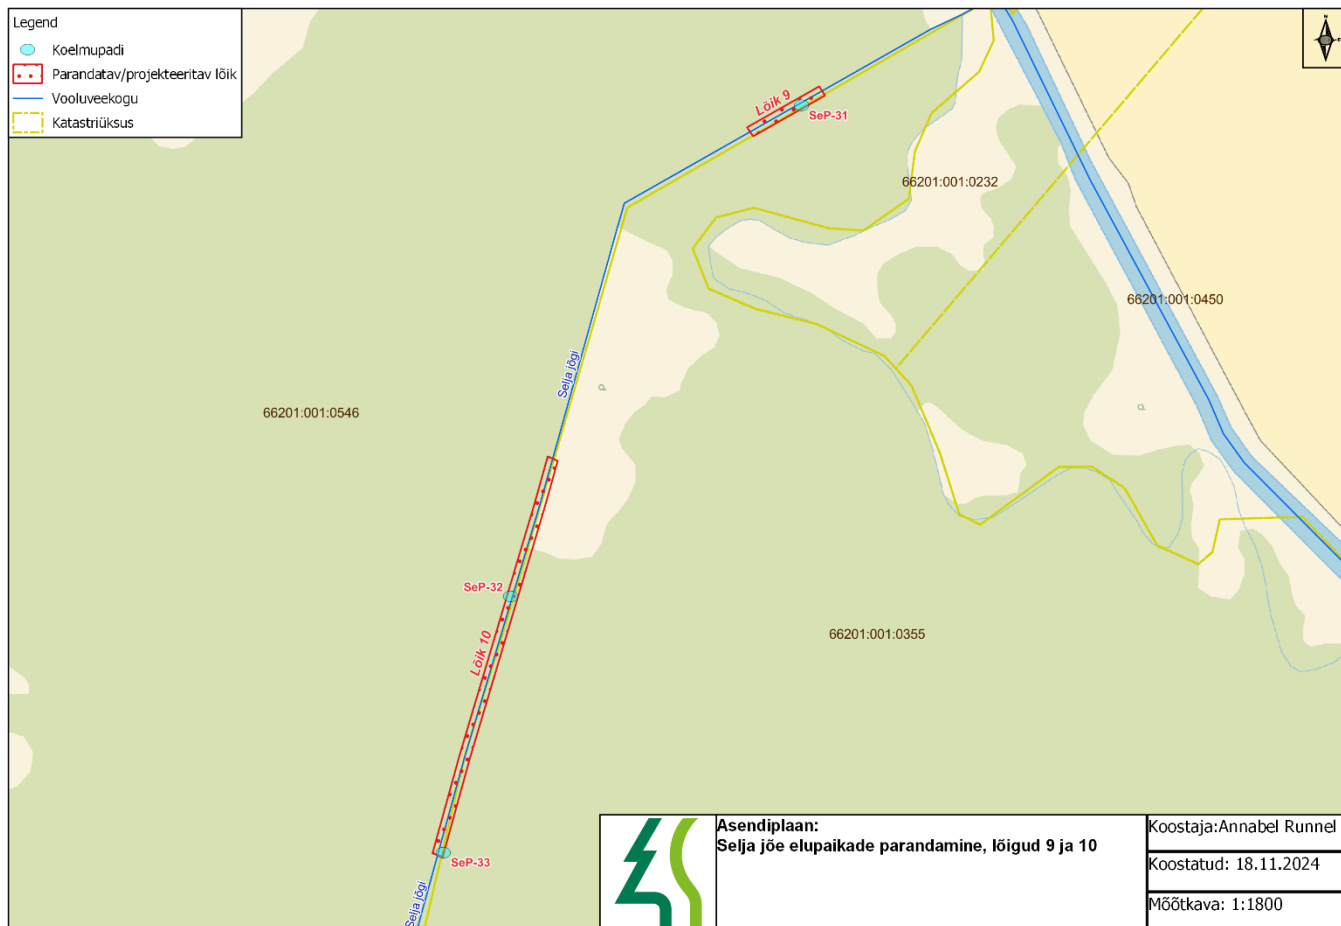 Legend
Koelmupadi
Parandatav/projekteeritav lõik
Vooluveekogu
Katastriüksus
N
Lõik 9
SeP-31
66201:001:0232
66201:001:0450
Selja jõgi
66201:001:0546
SeP-32
Lõik 10
66201:001:0355
SeP-33
Selja jõgi
Asendiplaan:
Selja jõe elupaikade parandamine, lõigud 9 ja 10
Koostaja:Annabel Runnel
Koostatud: 18.11.2024
Mõõtkava: 1:1800